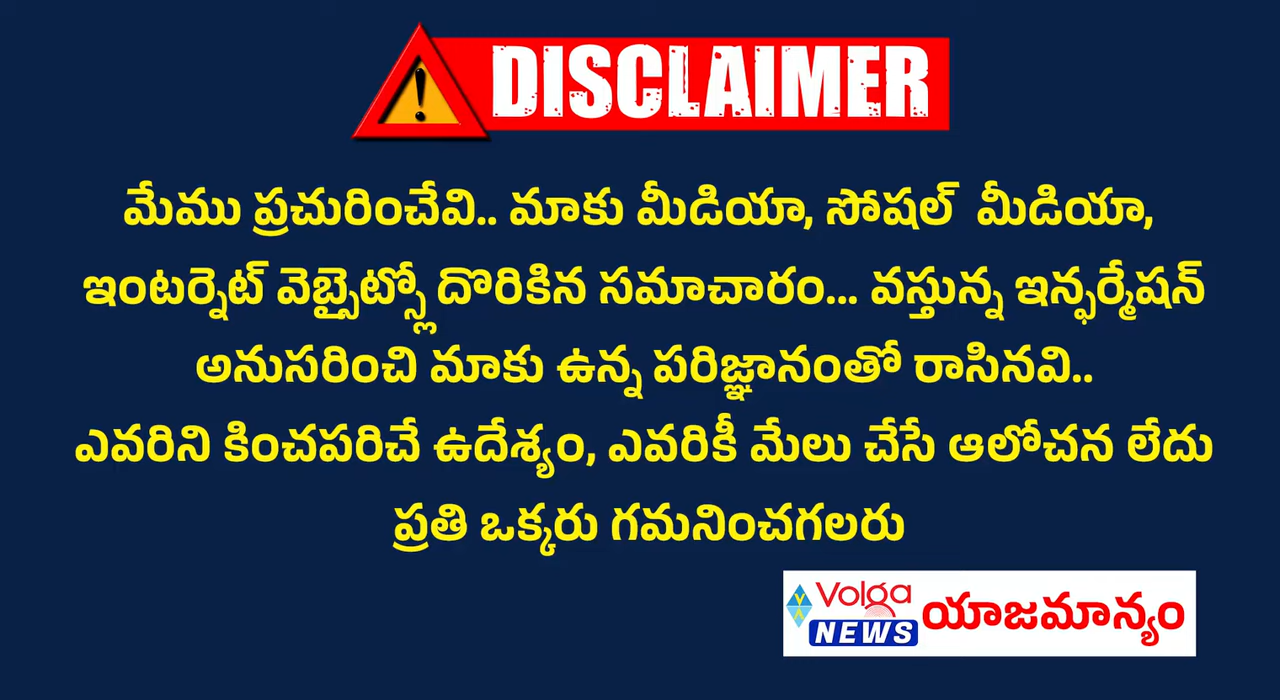 DISCLAIMER
మేము ప్రచురించేవి.. మాకు మీడియా, సోషల్ మీడియా,
ఇంటర్నెట్ వెబ్సైట్స్లో దొరికిన సమాచారం... వస్తున్న ఇన్ఫర్మేషన్
అనుసరించి మాకు ఉన్న పరిజ్ఞానంతో రాసినవి..
ఎవరిని కించపరిచే ఉదేశ్యం, ఎవరికీ మేలు చేసే ఆలోచన లేదు
ప్రతి ఒక్కరు గమనించగలరు
Volga
NEWS
యాజమాన్యం